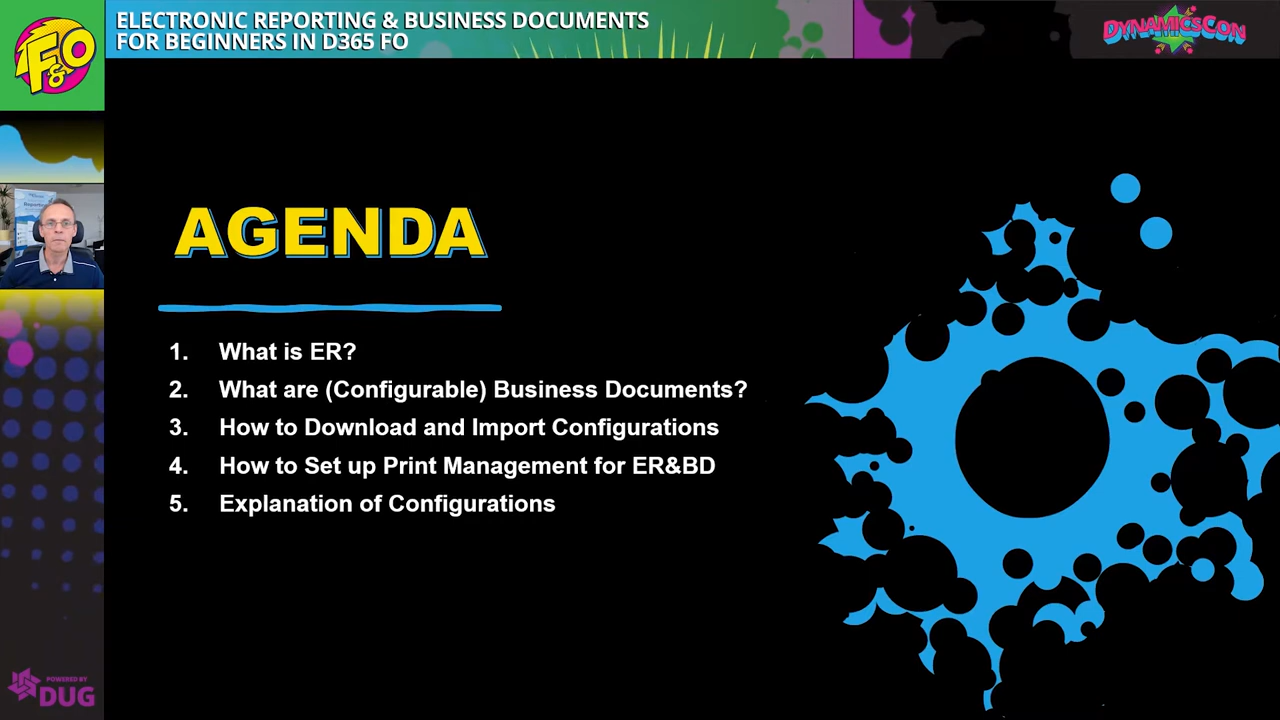 ELECTRONIC REPORTING & BUSINESS DOCUMENTS
FOR BEGINNERS IN D365 FO
F&O
DYNAMICSCON
AGENDA
1. What is ER?
2. What are (Configurable) Business Documents?
3. How to Download and Import Configurations
4. How to Set up Print Management for ER&BD
5. Explanation of Configurations
POWERED BY
DUG